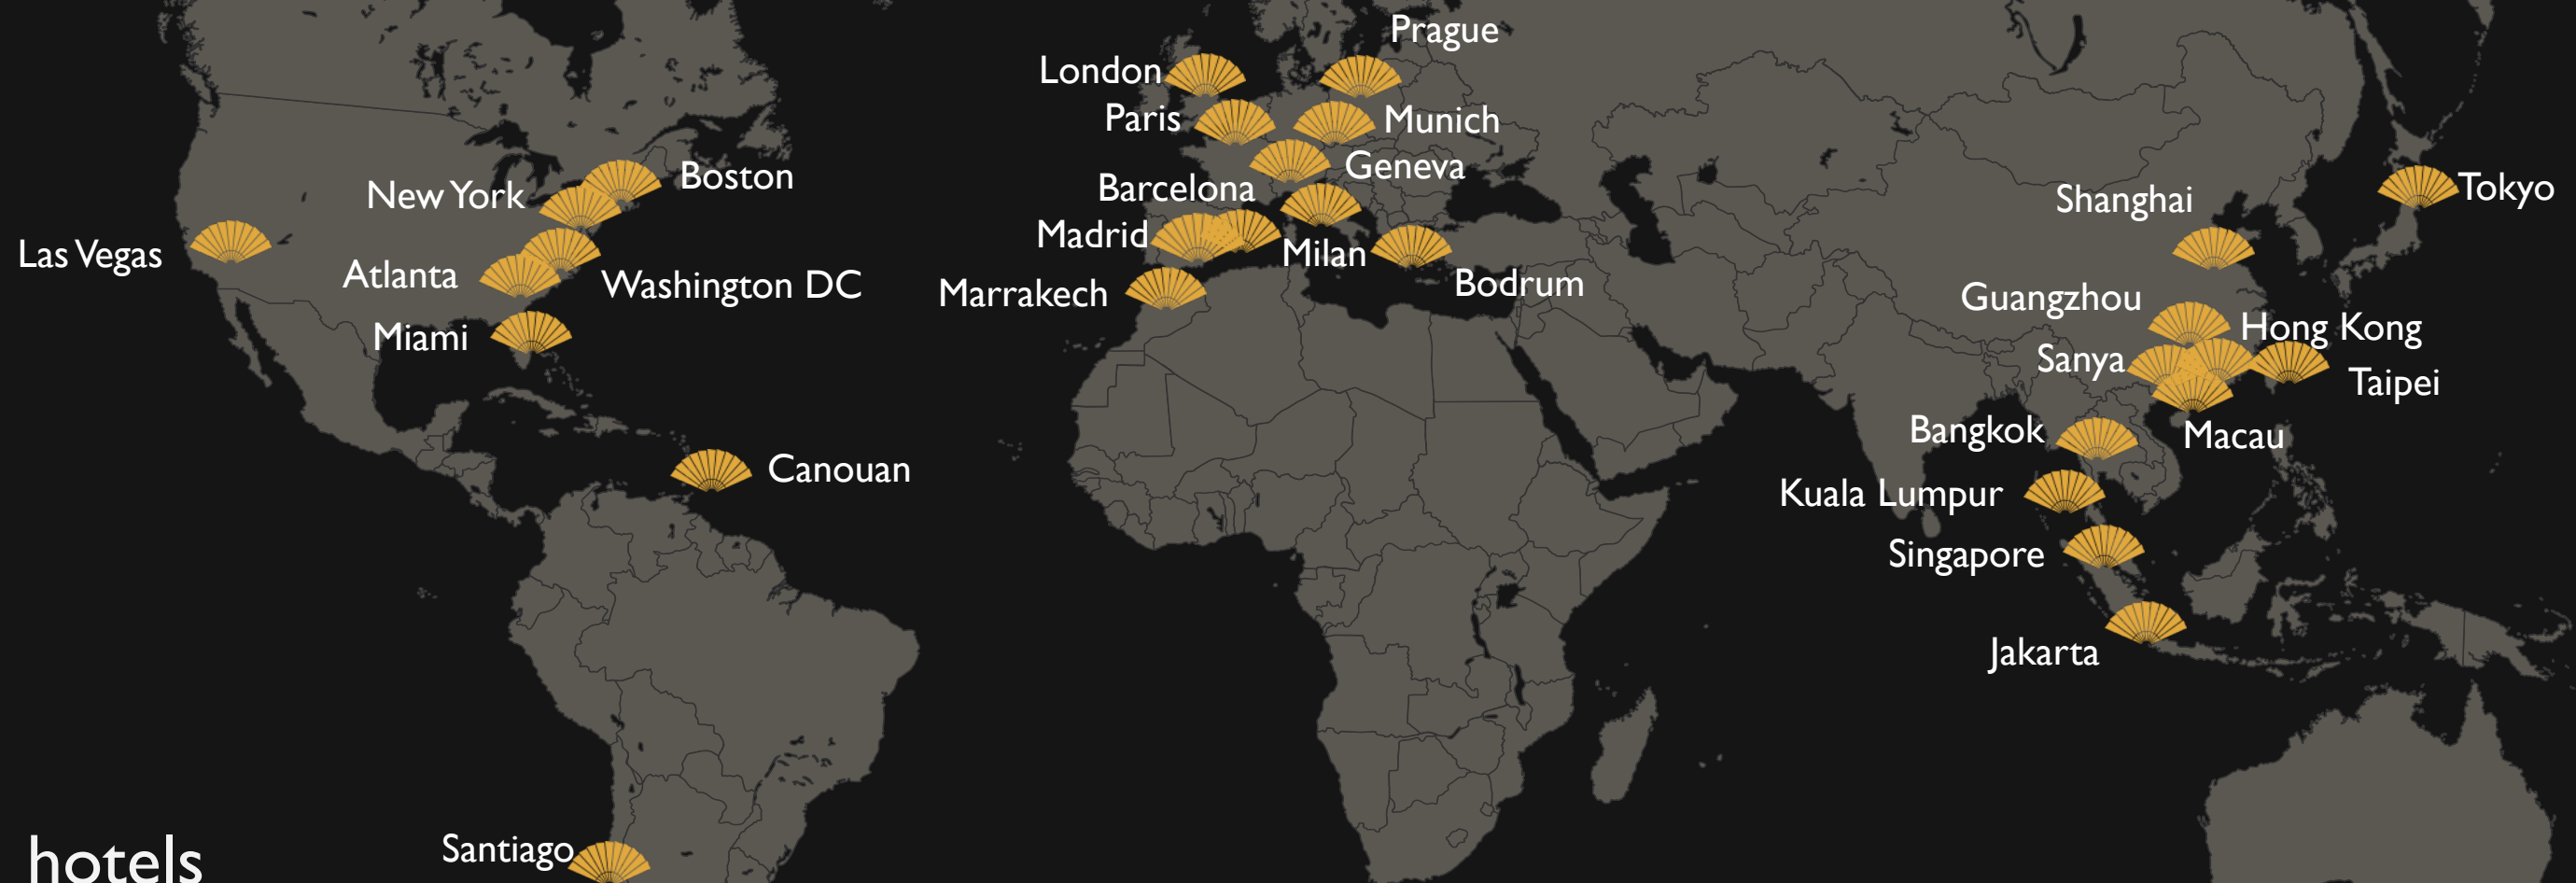 Prague
London
Paris
Munich
Geneva
Boston
New York
Barcelona
Tokyo
Shanghai
Madrid
Las Vegas
Milan
Atlanta
Washington DC
Bodrum
Marrakech
Guangzhou
Hong Kong
Miami
Sanya
Taipei
Bangkok
Macau
Canouan
Kuala Lumpur
Singapore
Jakarta
Santiago
hotels